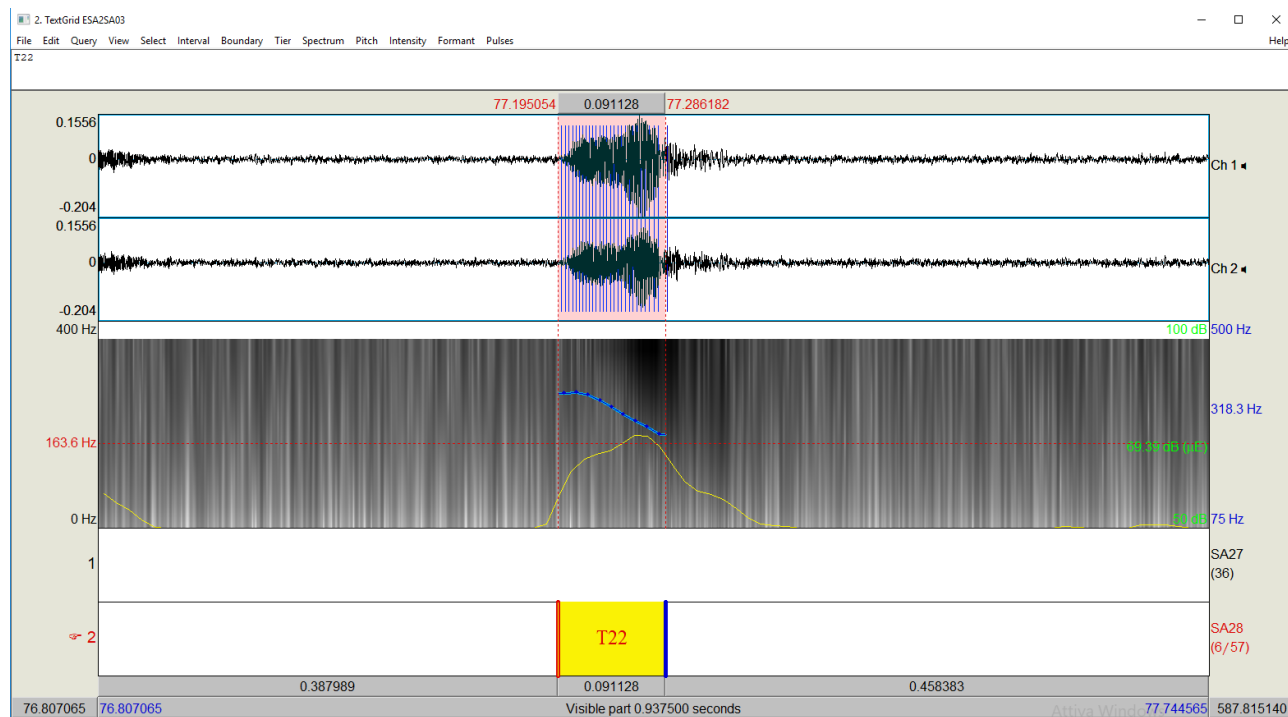 2. TextGrid ESA2SA03
File Edit Query View Select Interval Boundary Tier Spectrum Pitch Intensity Formant Pulses Help
T22
77.195054 0.091128 77.286182
0.1556
0 Ch 1
-0.204
0.1556
0 Ch 2
-0.204
400 Hz 100 dB 500 Hz
318.3 Hz
163.6 Hz 69.39 dB (µE)
0 Hz 50 dB 75 Hz
1 SA27
(36)
2 T22 SA28
(6/57)
0.387989 0.091128 0.458383
76.807065 76.807065 Visible part 0.937500 seconds Attiva Windows 77.744565 587.815140